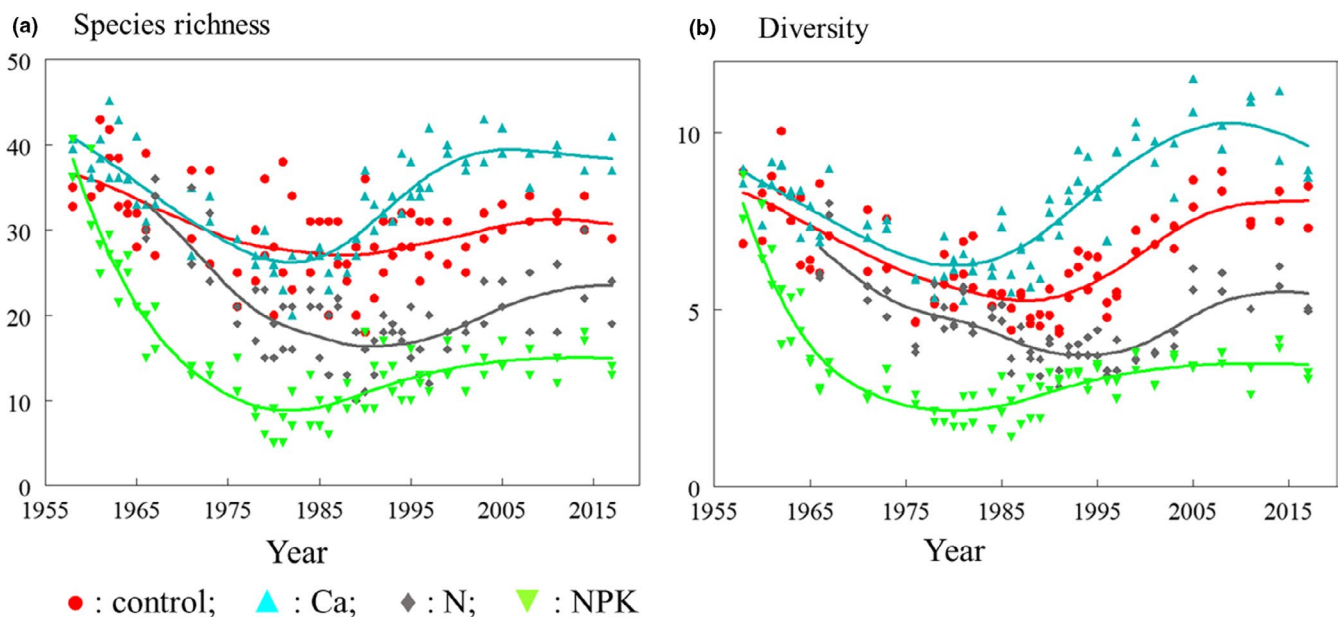 (a) Species richness
50
40
30
20
10
0
1955 1965 1975 1985 1995 2005 2015
Year
(b) Diversity
10
5
0
1955 1965 1975 1985 1995 2005 2015
Year
: control; : Ca; : N; : NPK